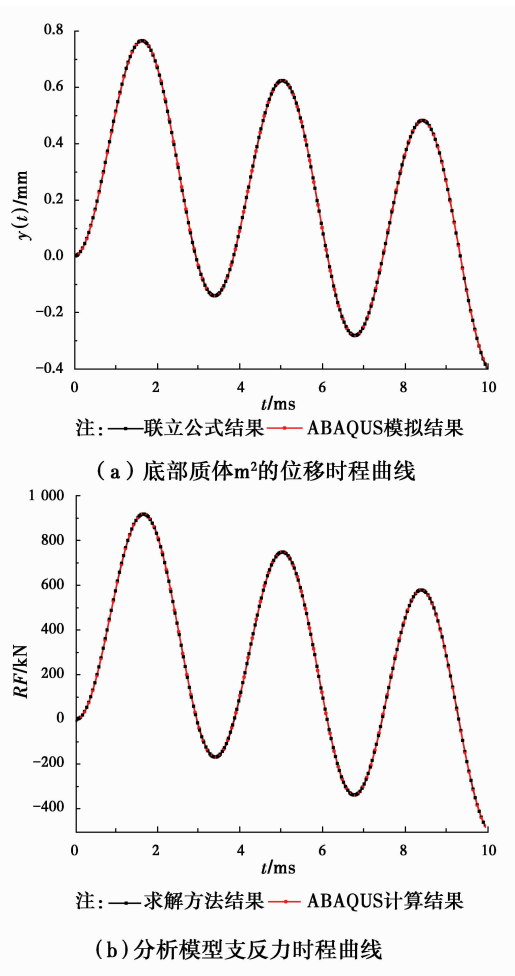 0.8
0.6
0.4
0.2
0.0
−0.2
−0.4
y(t)/mm
0 2 4 6 8 10
t/ms
注: 联立公式结果 ABAQUS模拟结果
(a)底部质体m²的位移时程曲线
1 000
800
600
400
200
0
−200
−400
RF/kN
0 2 4 6 8 10
t/ms
注: 求解方法结果 ABAQUS计算结果
(b)分析模型支反力时程曲线